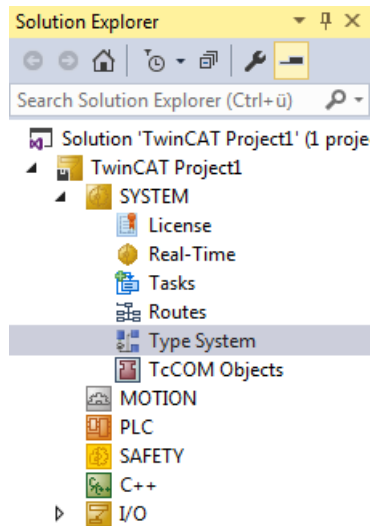 Solution Explorer
Search Solution Explorer (Ctrl+ü)
Solution 'TwinCAT Project1' (1 proje
TwinCAT Project1
SYSTEM
License
Real-Time
Tasks
Routes
Type System
TcCOM Objects
MOTION
PLC
SAFETY
C++
I/O